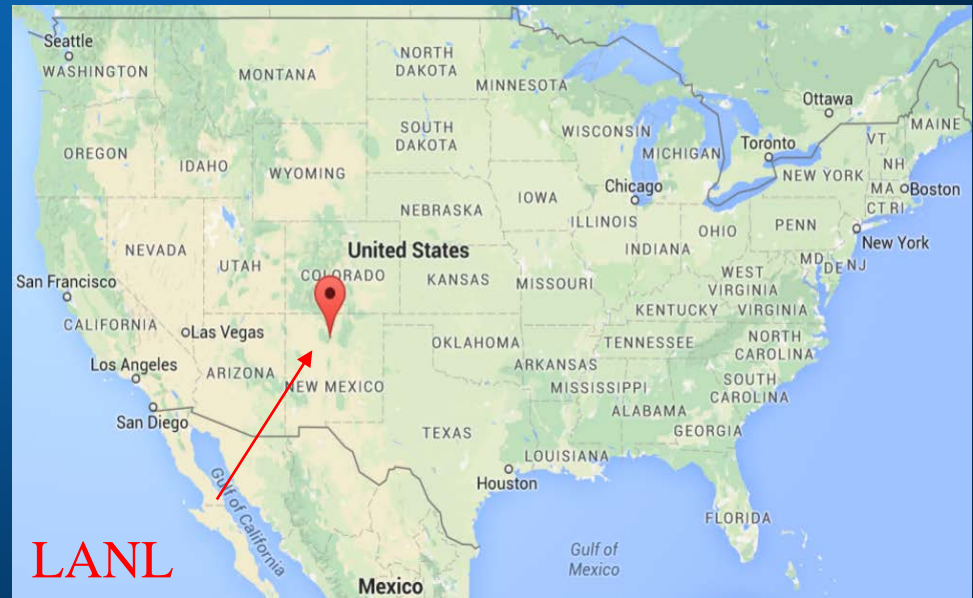 Seattle
WASHINGTON
MONTANA
NORTH
DAKOTA
MINNESOTA
Ottawa
MAINE
OREGON
IDAHO
WYOMING
SOUTH
DAKOTA
WISCONSIN
MICHIGAN
Toronto
VT
NH
NEW YORK
MA
Boston
CT RI
Chicago
IOWA
NEBRASKA
ILLINOIS
INDIANA
OHIO
PENN
New York
NEVADA
UTAH
United States
COLORADO
KANSAS
MISSOURI
WEST
VIRGINIA
MD
DE
NJ
San Francisco
KENTUCKY
VIRGINIA
CALIFORNIA
Las Vegas
OKLAHOMA
TENNESSEE
NORTH
CAROLINA
Los Angeles
ARIZONA
NEW MEXICO
ARKANSAS
MISSISSIPPI
SOUTH
CAROLINA
San Diego
TEXAS
ALABAMA
GEORGIA
LOUISIANA
Houston
Gulf of California
FLORIDA
Gulf of
Mexico
LANL
Mexico